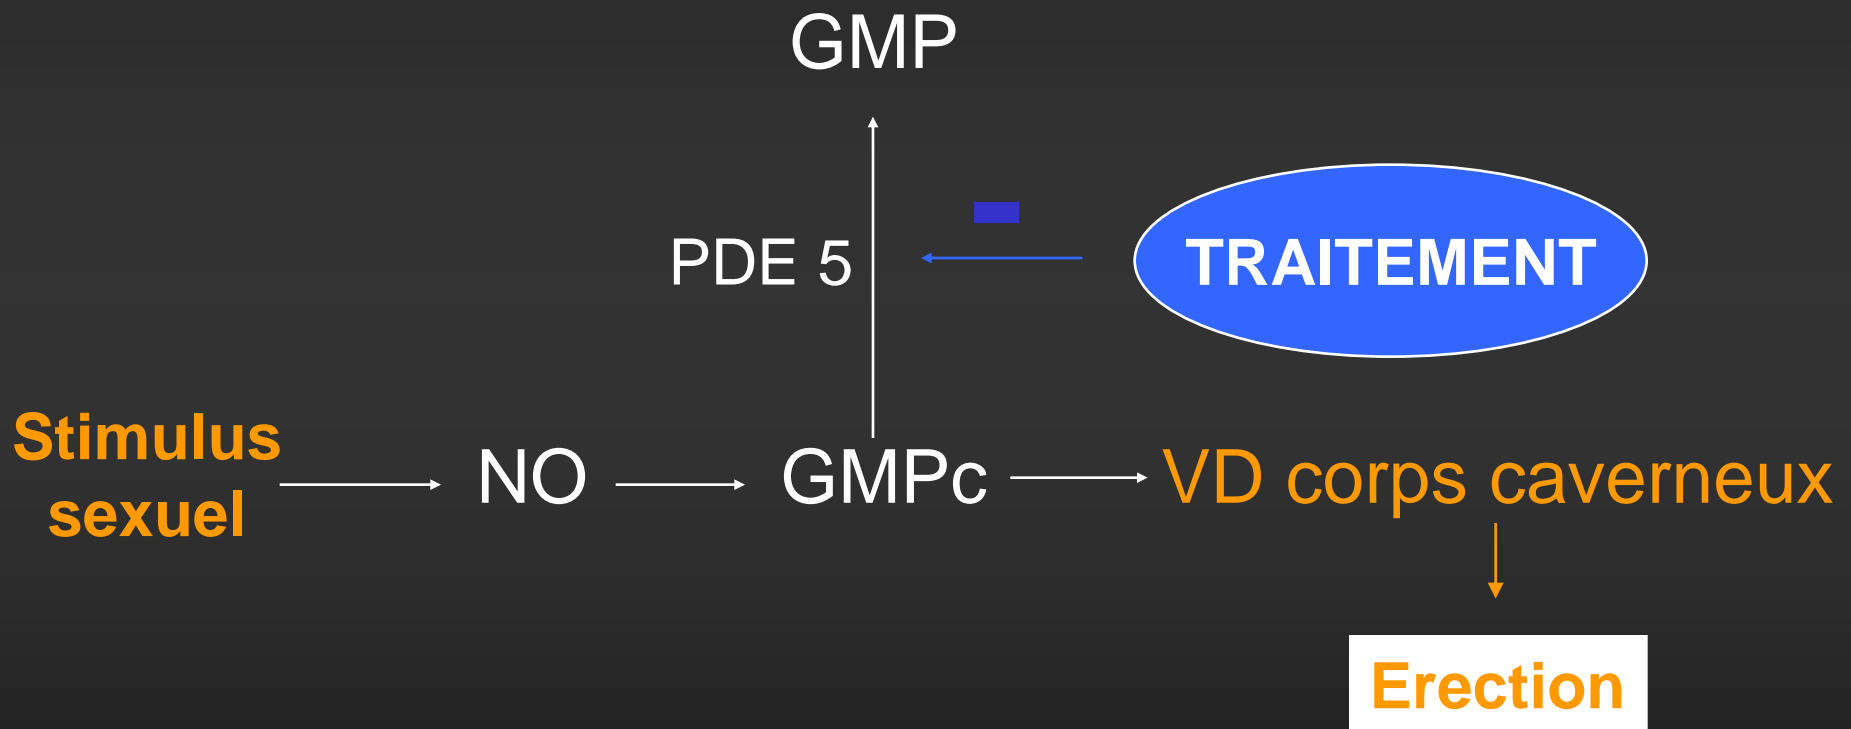 GMP
PDE 5
TRAITEMENT
Stimulus
sexuel
NO
GMPc
VD corps caverneux
Erection